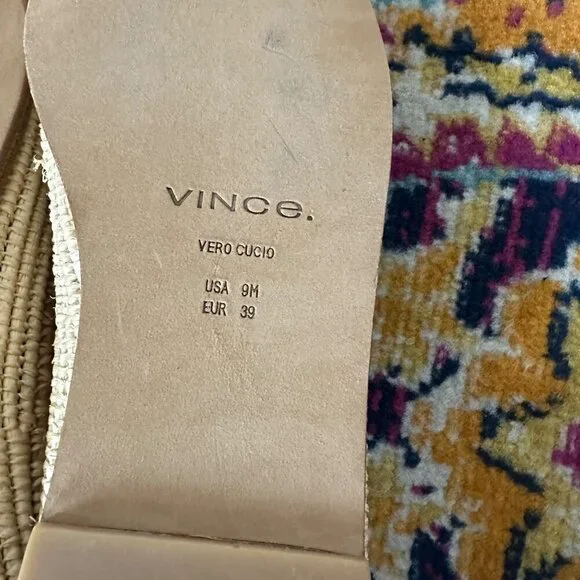 VINCe.
VERO CUCIO
USA 9M
EUR 39